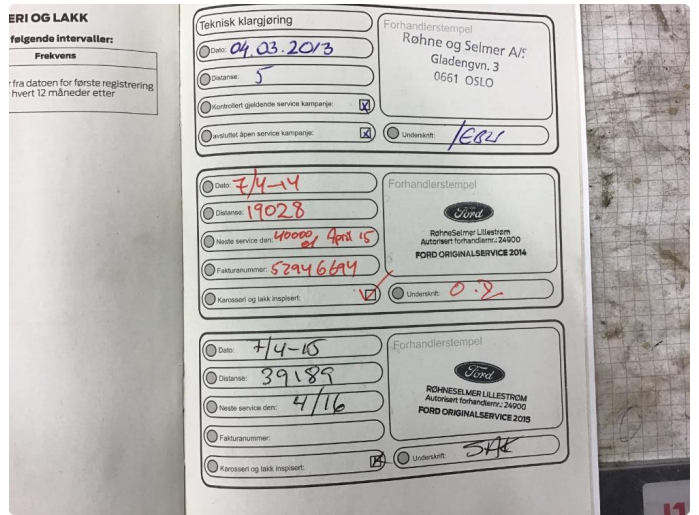 ERI OG LAKK
følgende intervaller:
Frekvens
fra datoen for første registrering
hvert 12 måneder etter
Teknisk klargjøring
Dato: 04.03.2013
Distanse: 5
Kontrollert gjeldende service kampanje: X
avsluttet åpen service kampanje: X
Forhandlerstempel
Røhne og Selmer A/S
Gladengvn. 3
0661 OSLO
Underskrift:
Dato: 7/4-14
Distanse: 19028
Neste service den: 40000 el April 15
Fakturanummer: 52946694
Karosseri og lakk inspisert:
Forhandlerstempel
Ford
RøhneSelmer Lillestrøm
Autorisert forhandlernr.: 24900
FORD ORIGINALSERVICE 2014
Underskrift:
Dato: 7/4-15
Distanse: 39189
Neste service den: 4/16
Fakturanummer:
Karosseri og lakk inspisert: X
Forhandlerstempel
Ford
RØHNESELMER LILLESTRØM
Autorisert forhandlernr.: 24900
FORD ORIGINALSERVICE 2015
Underskrift: